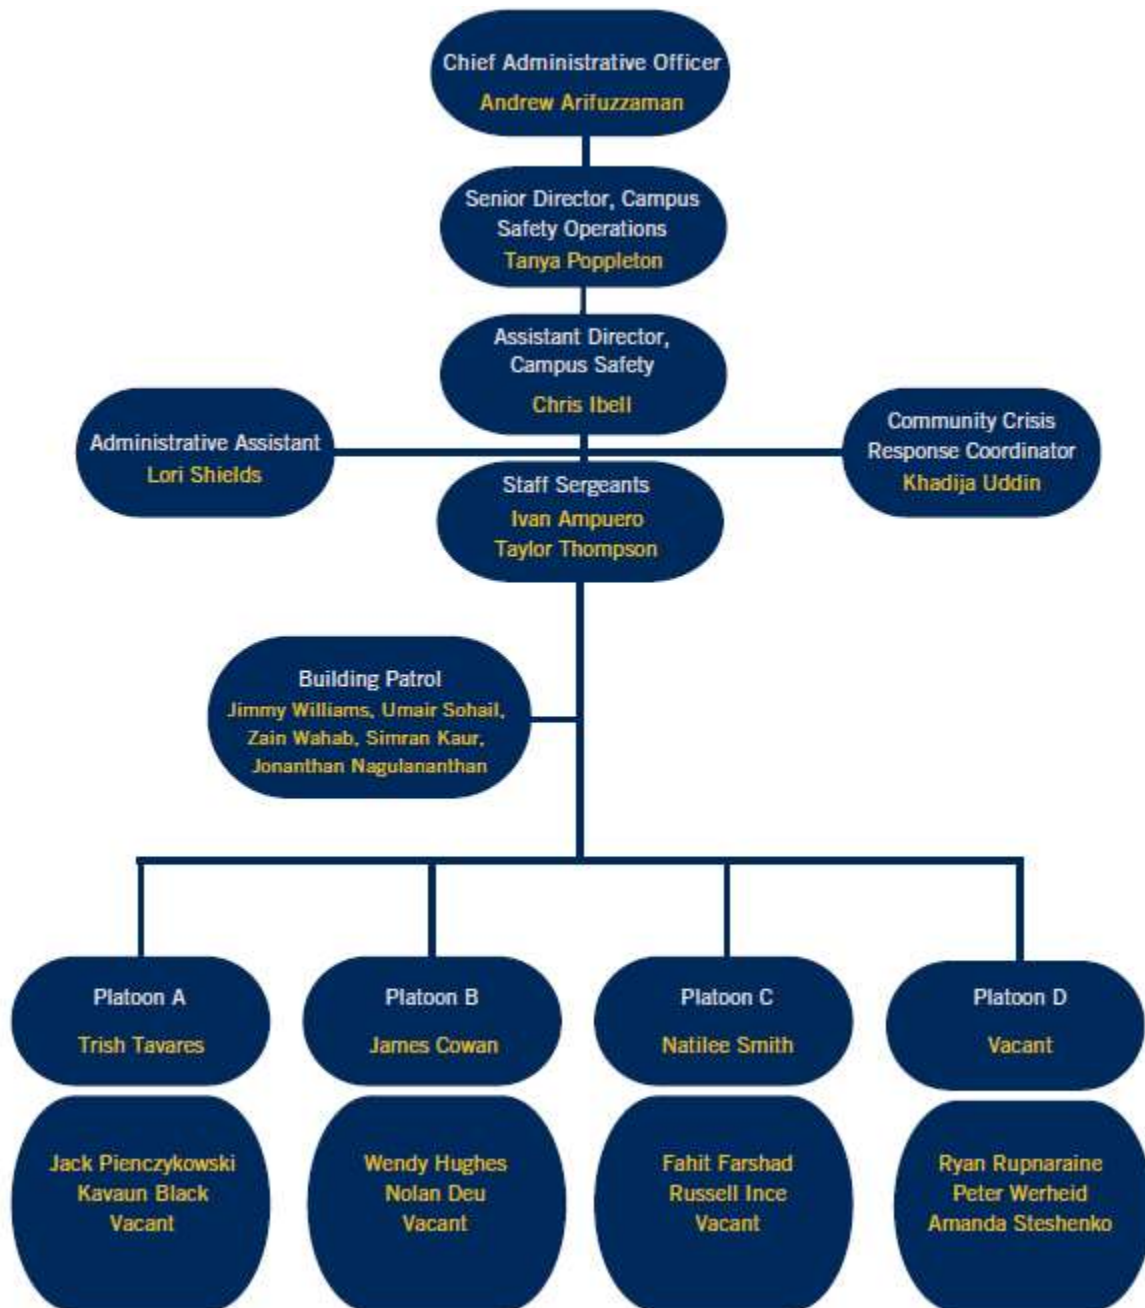 Chief Administrative Officer
Andrew Arifuzzaman
Senior Director, Campus
Safety Operations
Tanya Poppleton
Assistant Director,
Campus Safety
Chris Ibell
Administrative Assistant
Lori Shields
Community Crisis
Response Coordinator
Khadija Uddin
Staff Sergeants
Ivan Ampuero
Taylor Thompson
Building Patrol
Jimmy Williams, Umair Sohail,
Zain Wahab, Simran Kaur,
Jonanthan Nagulananthan
Platoon A
Trish Tavares
Jack Pienczykowski
Kavaun Black
Vacant
Platoon B
James Cowan
Wendy Hughes
Nolan Deu
Vacant
Platoon C
Natilee Smith
Fahit Farshad
Russell Ince
Vacant
Platoon D
Vacant
Ryan Rupnaraine
Peter Werheid
Amanda Steshenko